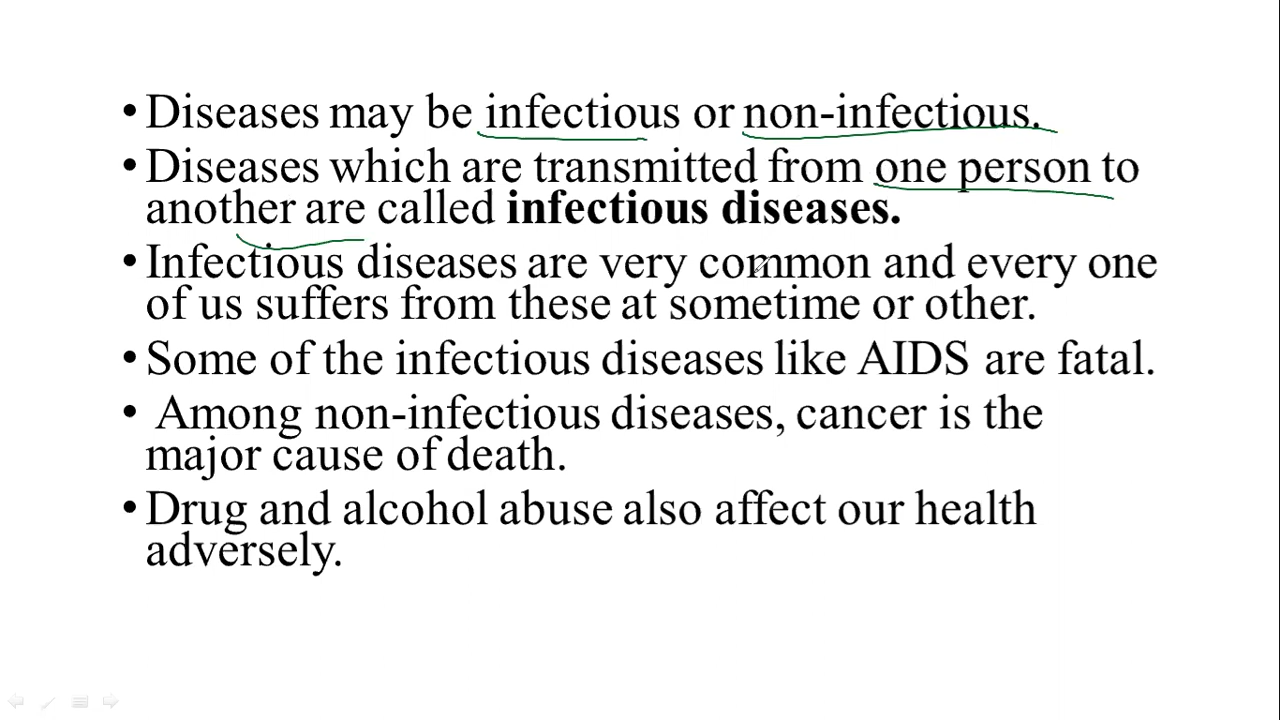 • Diseases may be infectious or non-infectious.
• Diseases which are transmitted from one person to
another are called infectious diseases.
• Infectious diseases are very common and every one
of us suffers from these at sometime or other.
• Some of the infectious diseases like AIDS are fatal.
• Among non-infectious diseases, cancer is the
major cause of death.
• Drug and alcohol abuse also affect our health
adversely.